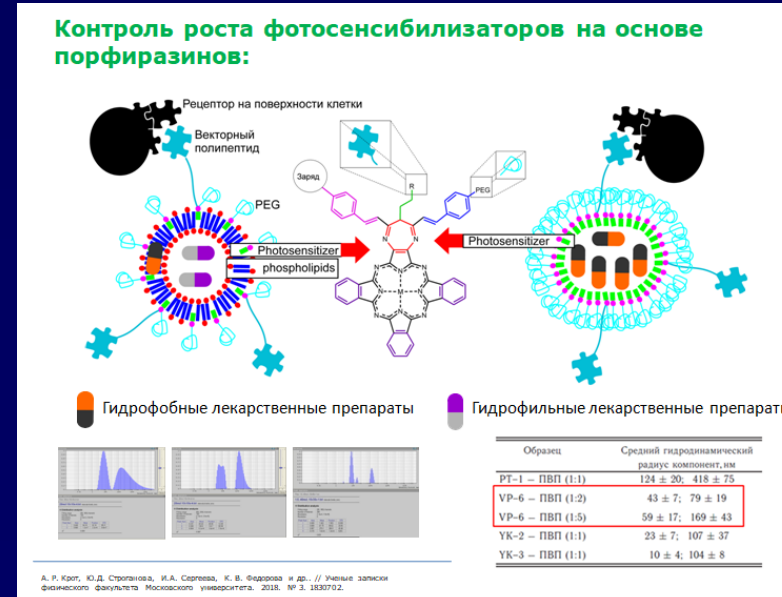 Контроль роста фотосенсибилизаторов на основе
порфиразинов:
Рецептор на поверхности клетки
Векторный
полипептид
PEG
Photosensitizer
phospholipids
Заряд
R
PEG
N
N
N
N
N
N
N
M
N
N
N
Photosensitizer
Гидрофобные лекарственные препараты
Гидрофильные лекарственные препарат
Образец Средний гидродинамический
радиус компонент, нм
РТ–1 – ПВП (1:1) 124 ± 20; 418 ± 75
VP–6 – ПВП (1:2) 43 ± 7; 79 ± 19
VP–6 – ПВП (1:5) 59 ± 17; 169 ± 43
YK–2 – ПВП (1:1) 23 ± 7; 107 ± 37
YK–3 – ПВП (1:1) 10 ± 4; 104 ± 8
А. Р. Крот, Ю.Д. Строганова, И.А. Сергеева, К. В. Федорова и др.. // Ученые записки
физического факультета Московского университета. 2018. № 3. 1830702.